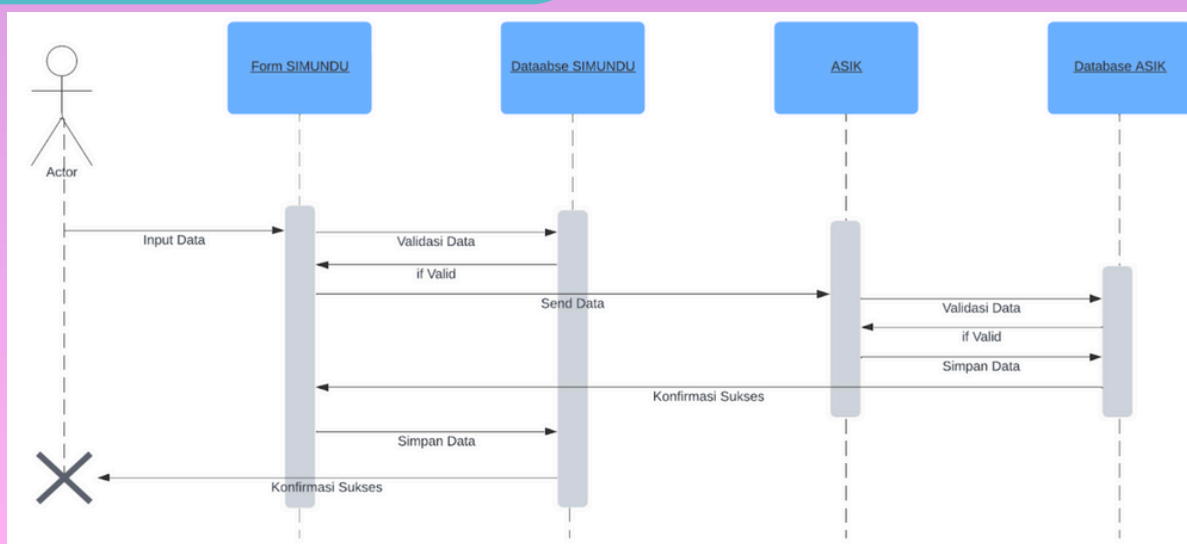 Form SIMUNDU
Dataabse SIMUNDU
ASIK
Database ASIK
Actor
Input Data
Validasi Data
if Valid
Send Data
Validasi Data
if Valid
Simpan Data
Konfirmasi Sukses
Simpan Data
Konfirmasi Sukses